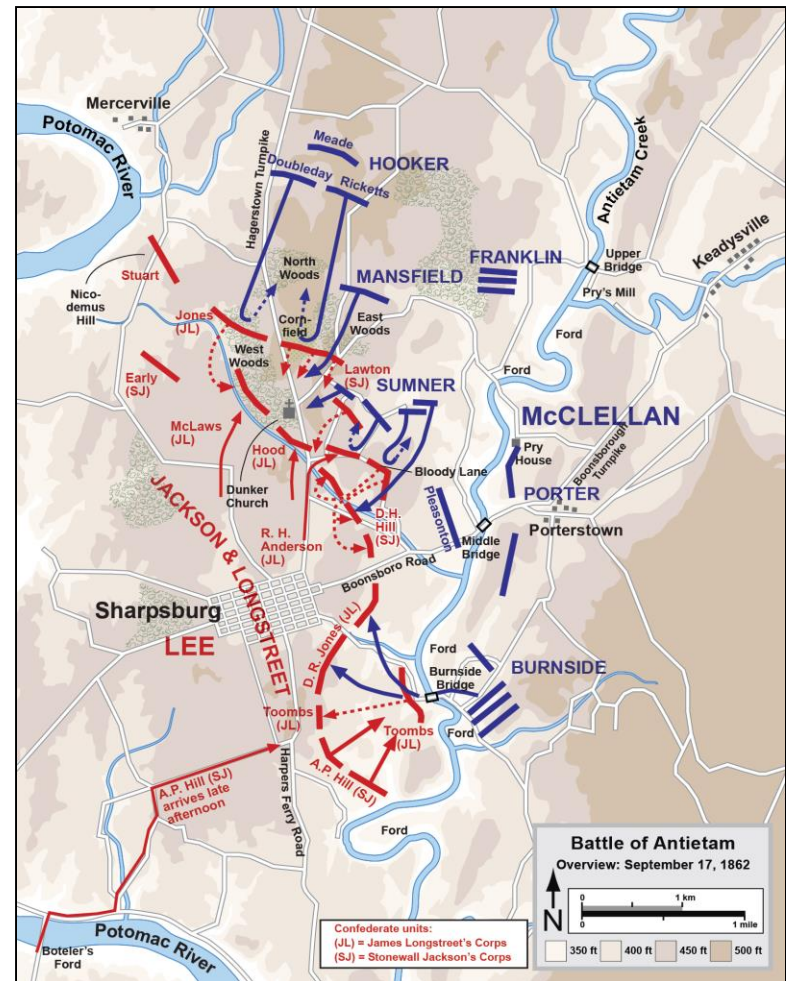 Mercerville
Potomac River
Hagerstown Turnpike
Meade
HOOKER
Doubleday
Ricketts
Antietam Creek
Keadysville
FRANKLIN
Upper
Bridge
Pry's Mill
North
Woods
MANSFIELD
Stuart
Nico-
demus
Hill
Jones
(JL)
Corn-
field
East
Woods
Ford
West
Woods
Lawton
(SJ)
Ford
Early
(SJ)
SUMNER
McLaws
(JL)
Hood
(JL)
McCLELLAN
Pry
House
Boonsborough
Turnpike
Bloody Lane
Dunker
Church
PORTER
Porterstown
Pleasonton
D.H.
Hill
(SJ)
R. H.
Anderson
(JL)
Middle
Bridge
JACKSON & LONGSTREET
Boonsboro Road
Sharpsburg
LEE
D. R. Jones (JL)
Ford
Burnside
Bridge
BURNSIDE
Toombs
(JL)
Toombs
(JL)
Ford
A.P. Hill (SJ)
A.P. Hill (SJ)
arrives late
afternoon
Harpers Ferry Road
Ford
Battle of Antietam
Overview: September 17, 1862
N
0 1 km
0 1 mile
350 ft 400 ft 450 ft 500 ft
Confederate units:
(JL) = James Longstreet's Corps
(SJ) = Stonewall Jackson's Corps
Potomac River
Boteler's
Ford